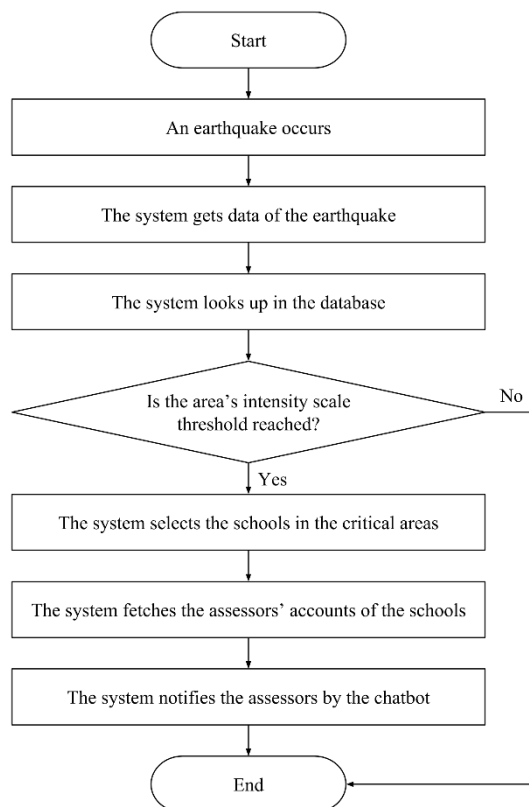 Start
An earthquake occurs
The system gets data of the earthquake
The system looks up in the database
Is the area’s intensity scale
threshold reached?
No
Yes
The system selects the schools in the critical areas
The system fetches the assessors’ accounts of the schools
The system notifies the assessors by the chatbot
End